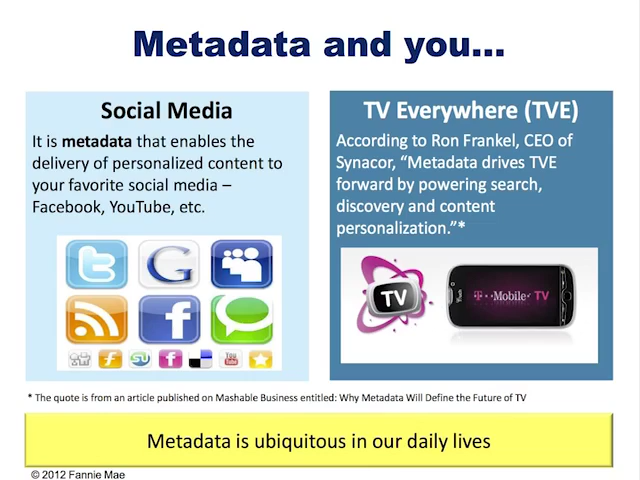 Metadata and you...
Social Media
It is metadata that enables the
delivery of personalized content to
your favorite social media –
Facebook, YouTube, etc.
TV Everywhere (TVE)
According to Ron Frankel, CEO of
Synacor, “Metadata drives TVE
forward by powering search,
discovery and content
personalization.”*
TV
T··Mobile· TV
* The quote is from an article published on Mashable Business entitled: Why Metadata Will Define the Future of TV
Metadata is ubiquitous in our daily lives
© 2012 Fannie Mae